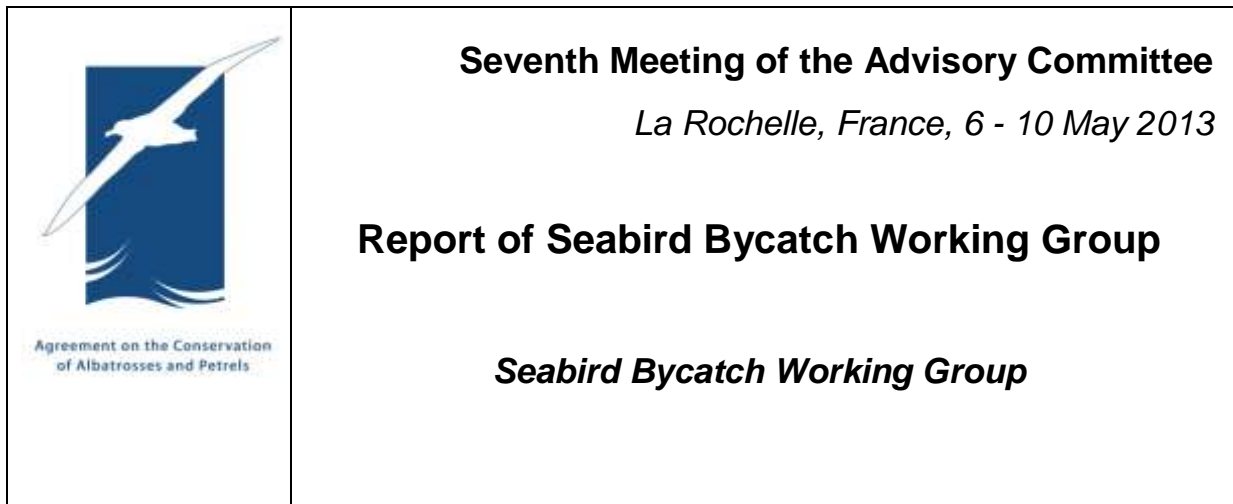 Agreement on the Conservation
of Albatrosses and Petrels
Seventh Meeting of the Advisory Committee
La Rochelle, France, 6 - 10 May 2013
Report of Seabird Bycatch Working Group
Seabird Bycatch Working Group